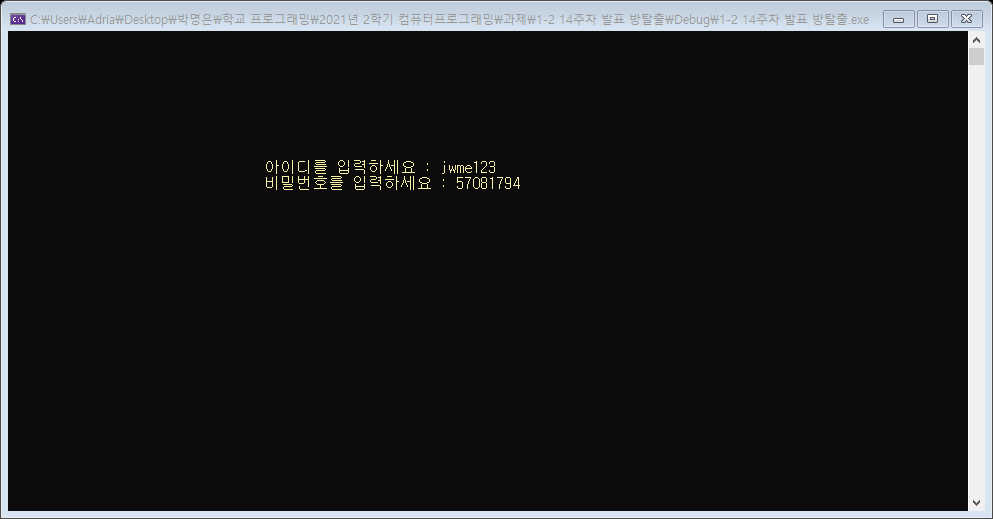 C:\Users\Adria\Desktop\박명은\학교 프로그래밍\2021년 2학기 컴퓨터프로그래밍\과제\1-2 14주차 발표 방탈출\Debug\1-2 14주차 발표 방탈출.exe
아이디를 입력하세요 : jwme123
비밀번호를 입력하세요 : 57081794